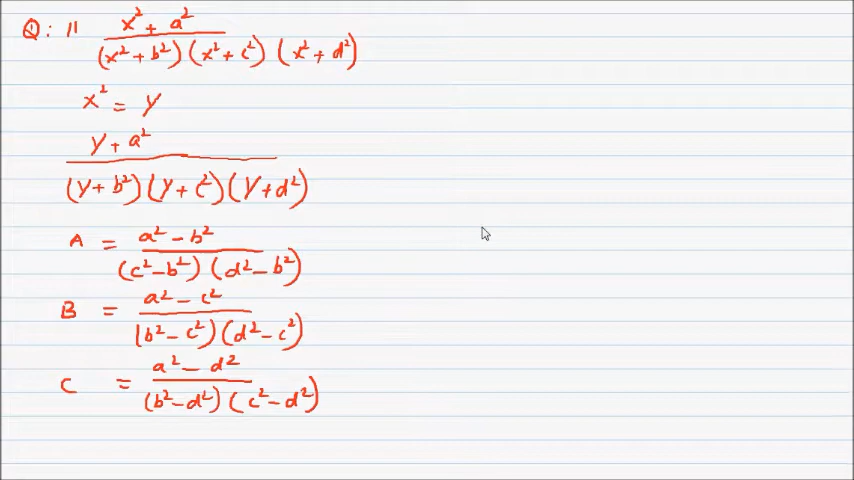 Q: 11 x² + a² / (x² + b²) (x² + c²) (x² + d²)
x² = y
y + a² / (y + b²) (y + c²) (y + d²)
A = a² - b² / (c² - b²) (d² - b²)
B = a² - c² / (b² - c²) (d² - c²)
C = a² - d² / (b² - d²) (c² - d²)